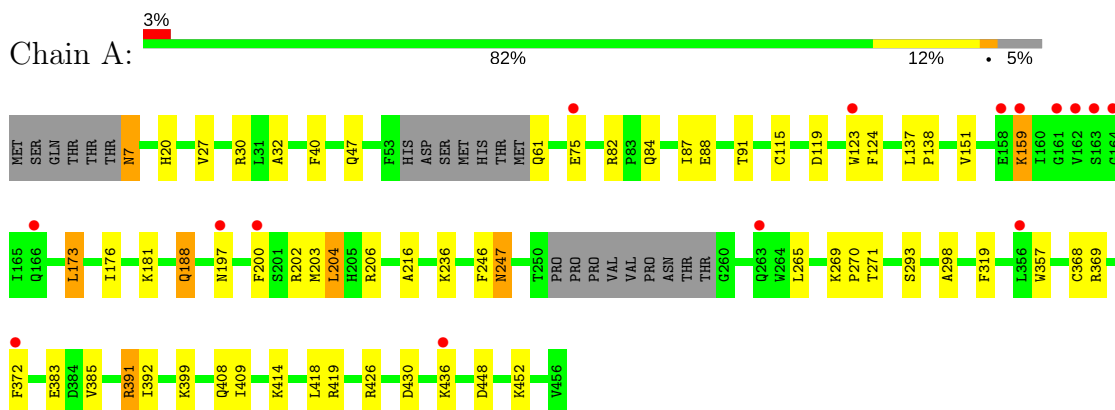 3%
Chain A:
82% 12% • 5%
MET SER GLN THR THR THR N7 H20 V27 R30 L31 A32 F40 Q47 F53 HIS ASP SER MET HIS THR MET Q61 E75 R82 P83 Q84 I87 E88 T91 C115 D119 W123 F124 L137 P138 V151 E158 K159 I160 G161 V162 S163 G164
I165 Q166 L173 I176 K181 Q188 N197 F200 S201 R202 M203 L204 H205 R206 A216 K236 F246 N247 T250 PRO PRO PRO VAL VAL PRO ASN THR THR G260 Q263 W264 L265 K269 P270 T271 S293 A298 F319 L356 W357 C368 R369
F372 E383 D384 V385 R391 I392 K399 Q408 I409 K414 L418 R419 R426 D430 K436 D448 K452 V456